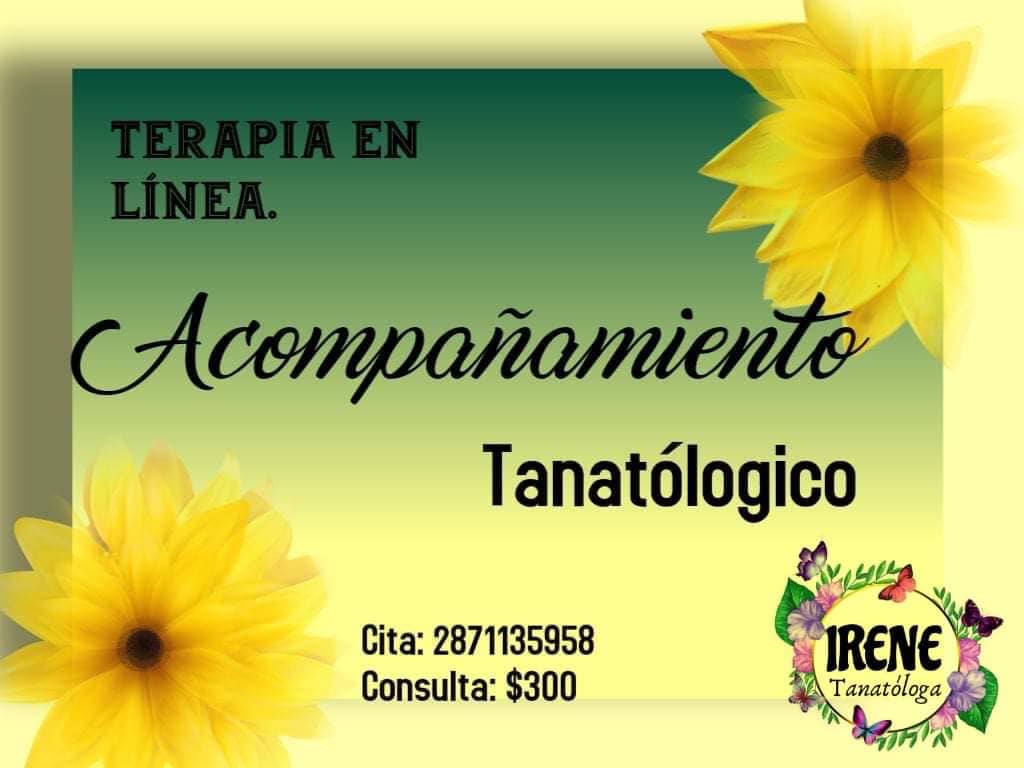 TERAPIA EN
LÍNEA.
Acompañamiento
Tanatólogico
Cita: 2871135958
Consulta: $300
IRENE
Tanatóloga